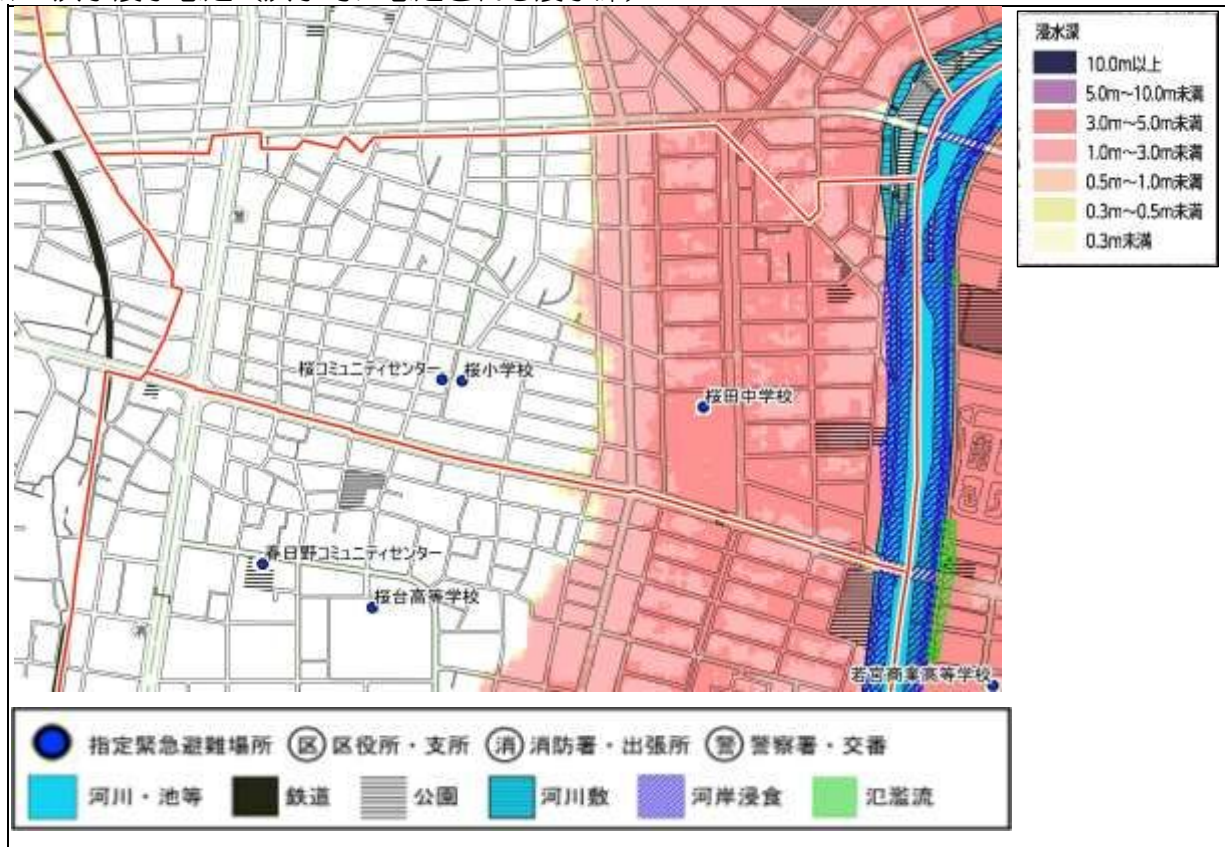 浸水深
10.0m以上
5.0m〜10.0m未満
3.0m〜5.0m未満
1.0m〜3.0m未満
0.5m〜1.0m未満
0.3m〜0.5m未満
0.3m未満
桜コミュニティセンター
桜小学校
桜田中学校
春日野コミュニティセンター
桜台高等学校
若宮商業高等学校
指定緊急避難場所 区 区役所・支所 消 消防署・出張所 警 警察署・交番
河川・池等 鉄道 公園 河川敷 河岸浸食 氾濫流